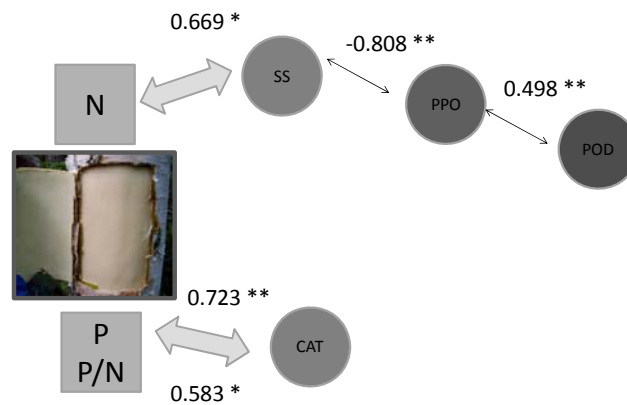 0.669 *
-0.808 **
0.498 **
N
SS
PPO
POD
0.723 **
P
P/N
CAT
0.583 *